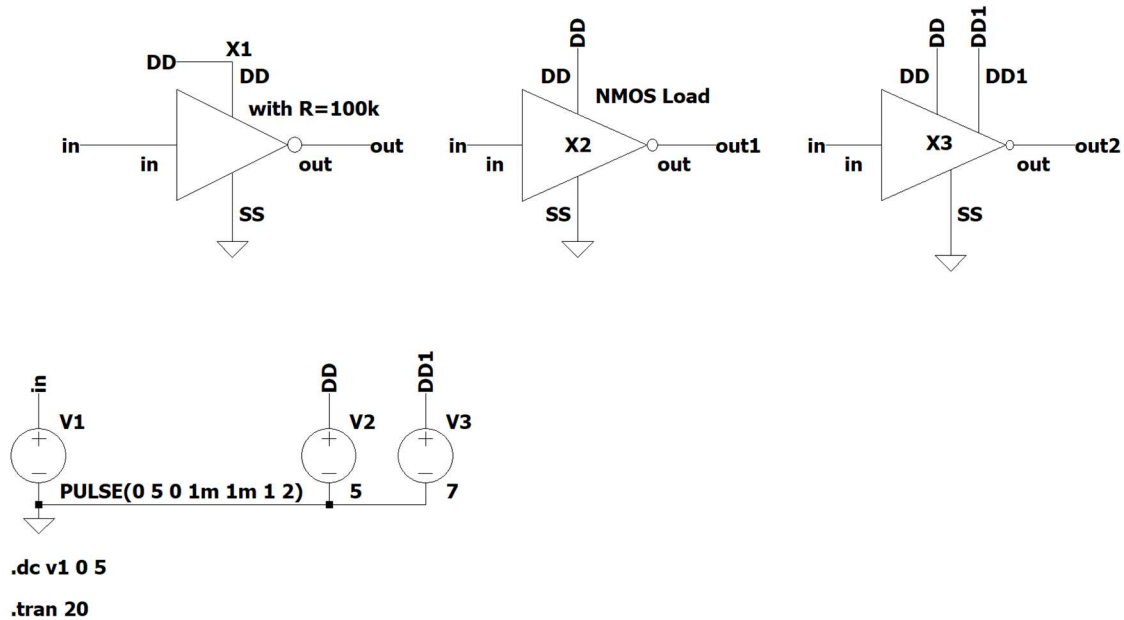 X1
DD
DD
with R=100k
in
in
out
out
SS
DD
DD
NMOS Load
in
in
X2
out
out1
SS
DD
DD1
DD
DD1
in
in
X3
out
out2
SS
in
V1
PULSE(0 5 0 1m 1m 1 2)
DD
V2
5
DD1
V3
7
.dc v1 0 5
.tran 20